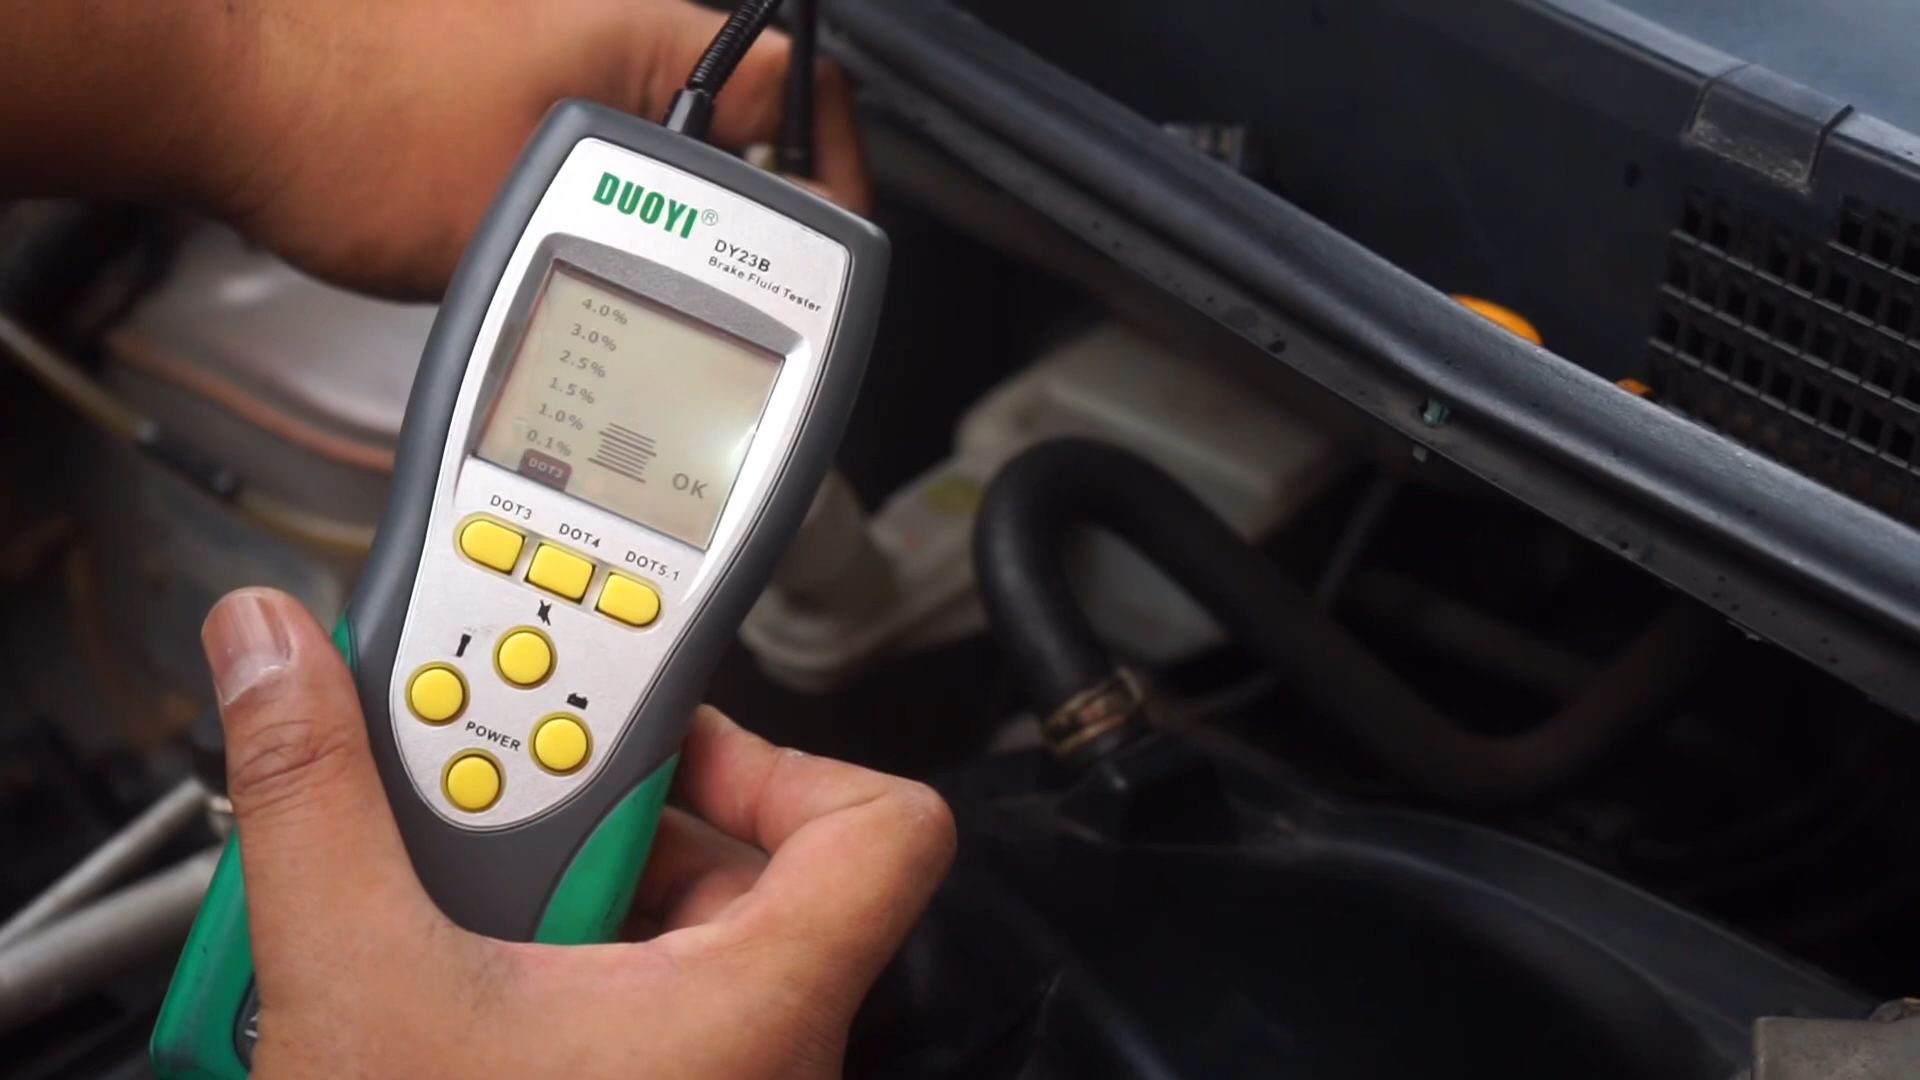 DUOYI®
DY23B
Brake Fluid Tester
4.0%
3.0%
2.5%
1.5%
1.0%
0.1%
DOT3
OK
DOT3
DOT4
DOT5.1
POWER